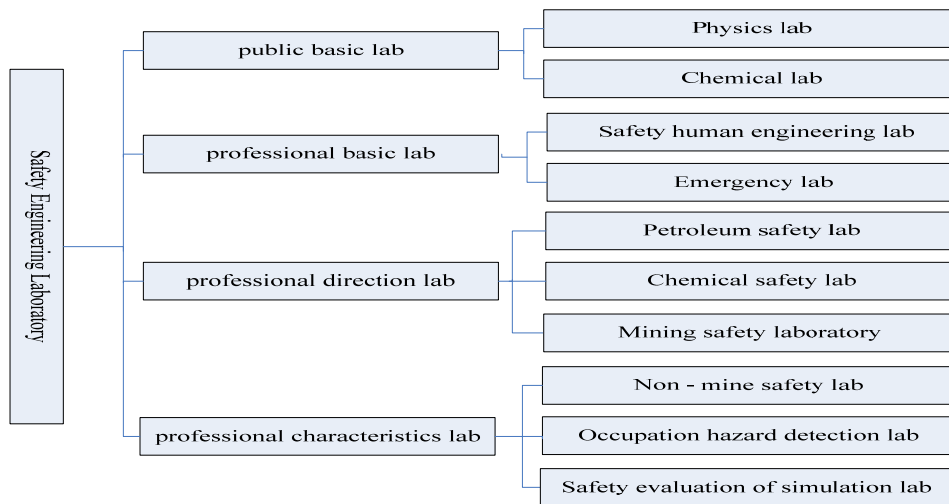 Safety Engineering Laboratory
public basic lab
Physics lab
Chemical lab
professional basic lab
Safety human engineering lab
Emergency lab
professional direction lab
Petroleum safety lab
Chemical safety lab
Mining safety laboratory
professional characteristics lab
Non - mine safety lab
Occupation hazard detection lab
Safety evaluation of simulation lab